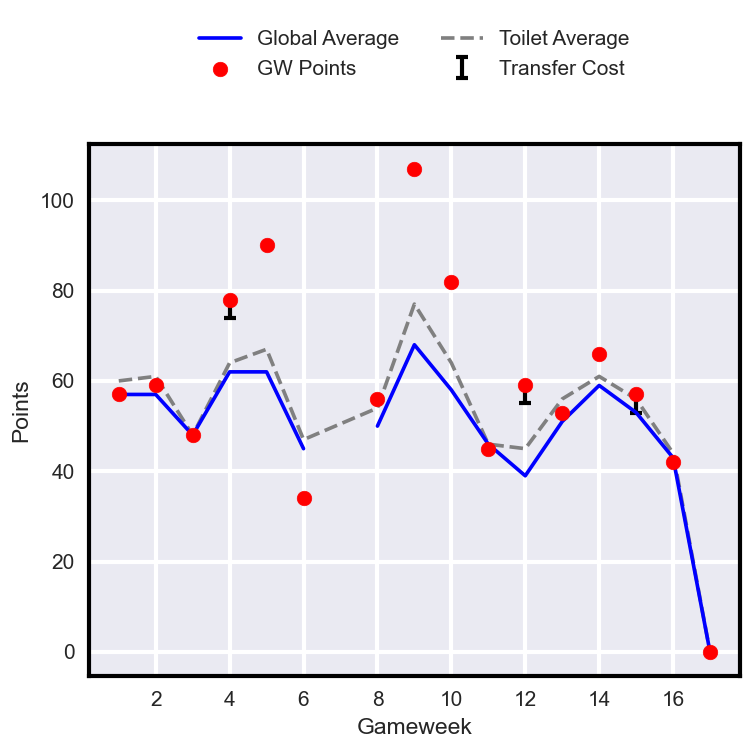 Global Average
Toilet Average
GW Points
Transfer Cost
100
80
60
40
20
0
Points
2 4 6 8 10 12 14 16
Gameweek